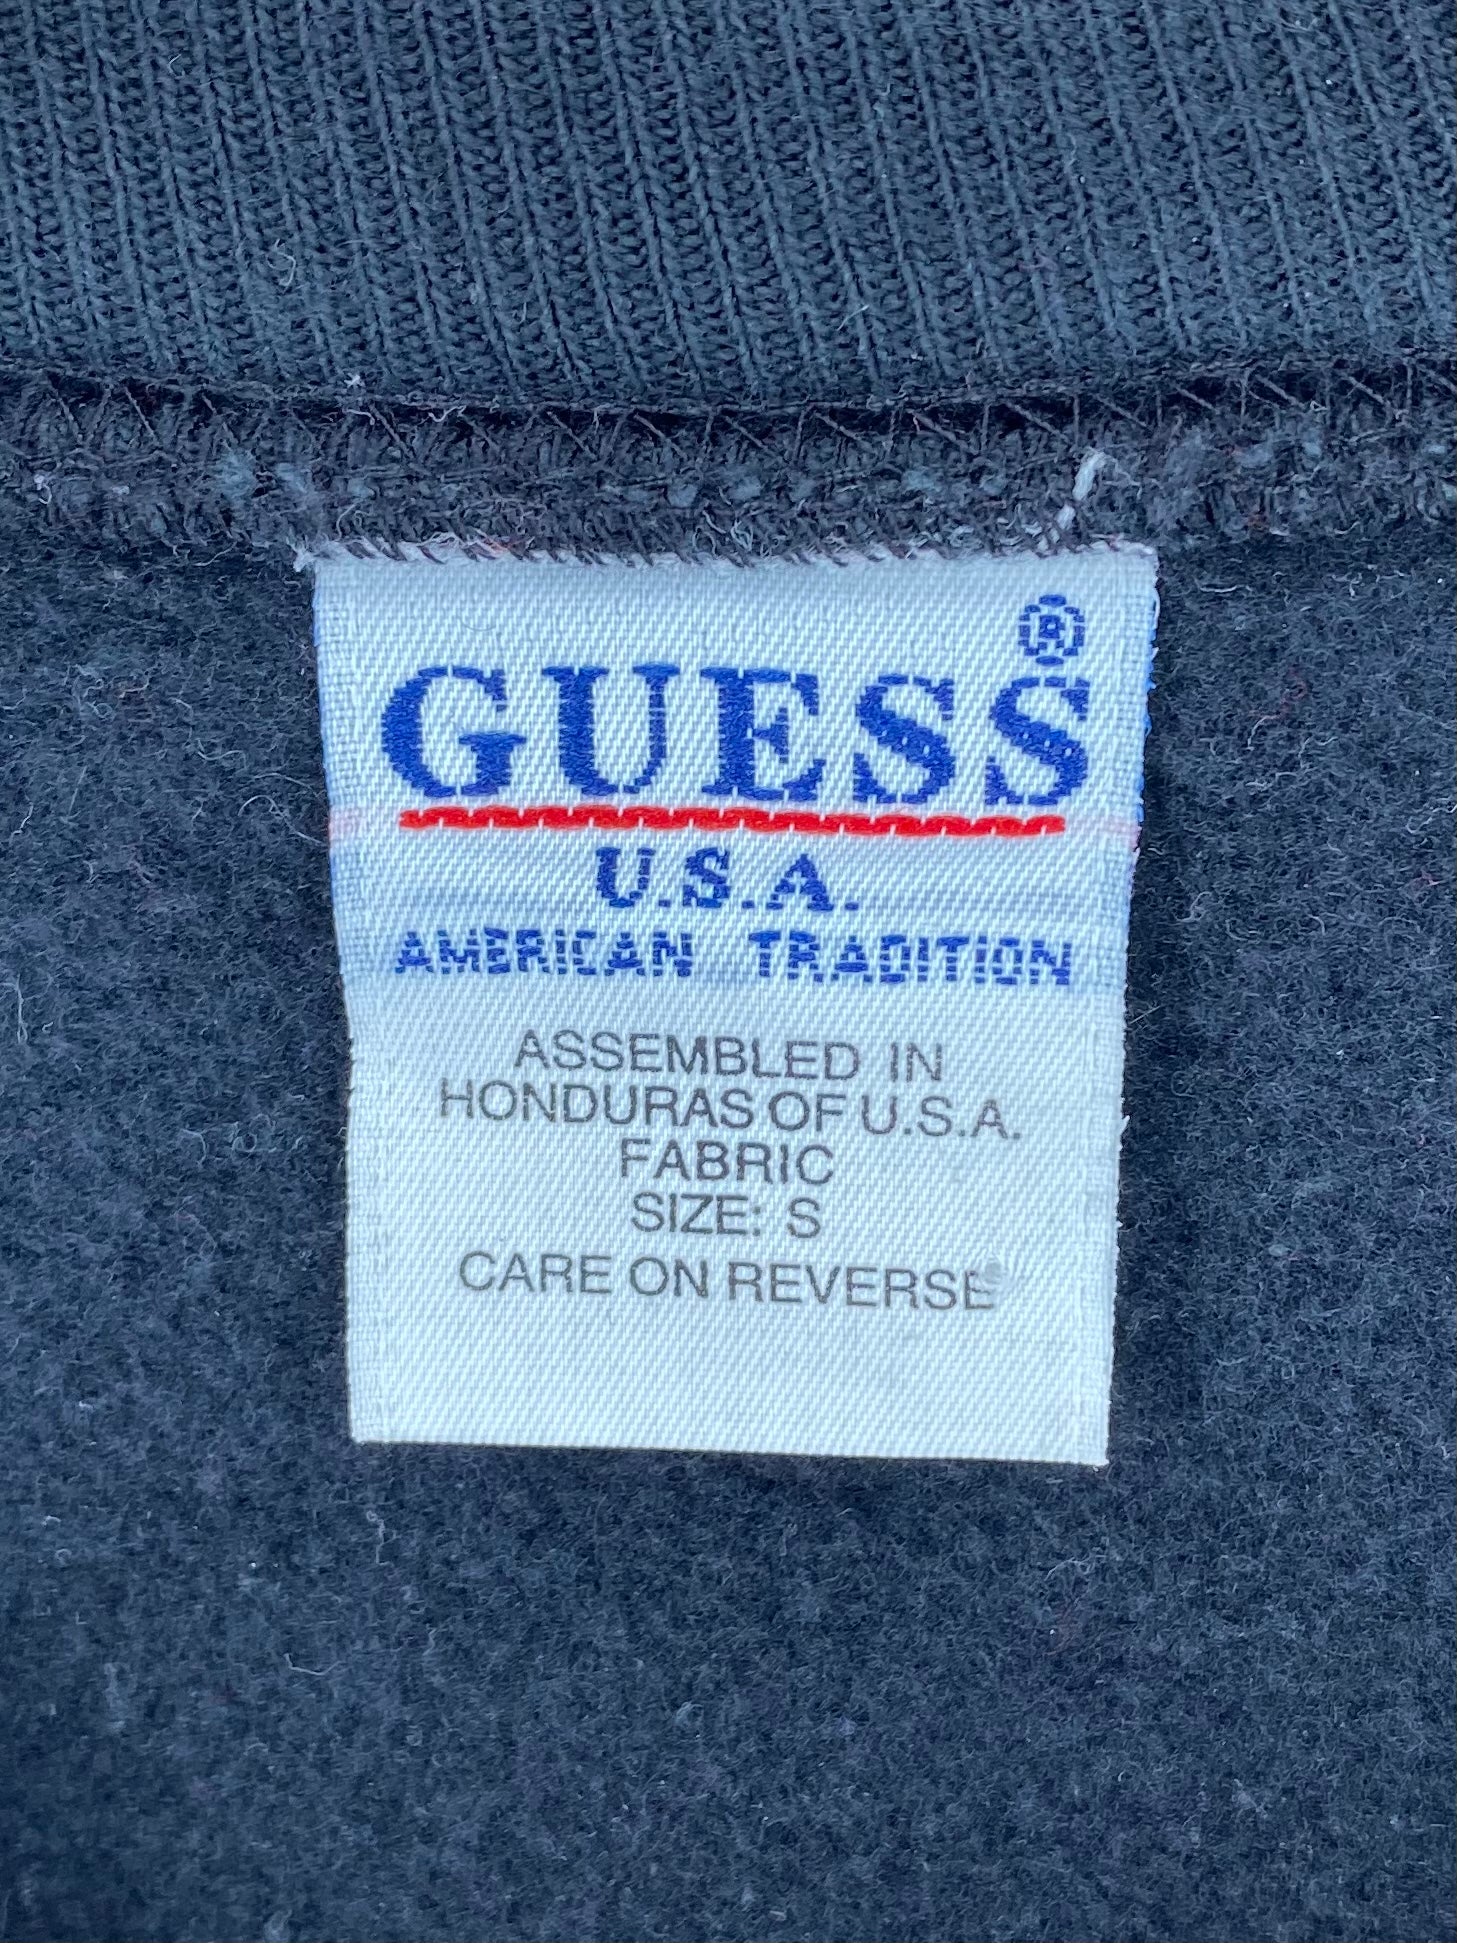 ®
GUESS
U.S.A.
AMERICAN TRADITION
ASSEMBLED IN
HONDURAS OF U.S.A.
FABRIC
SIZE: S
CARE ON REVERSE